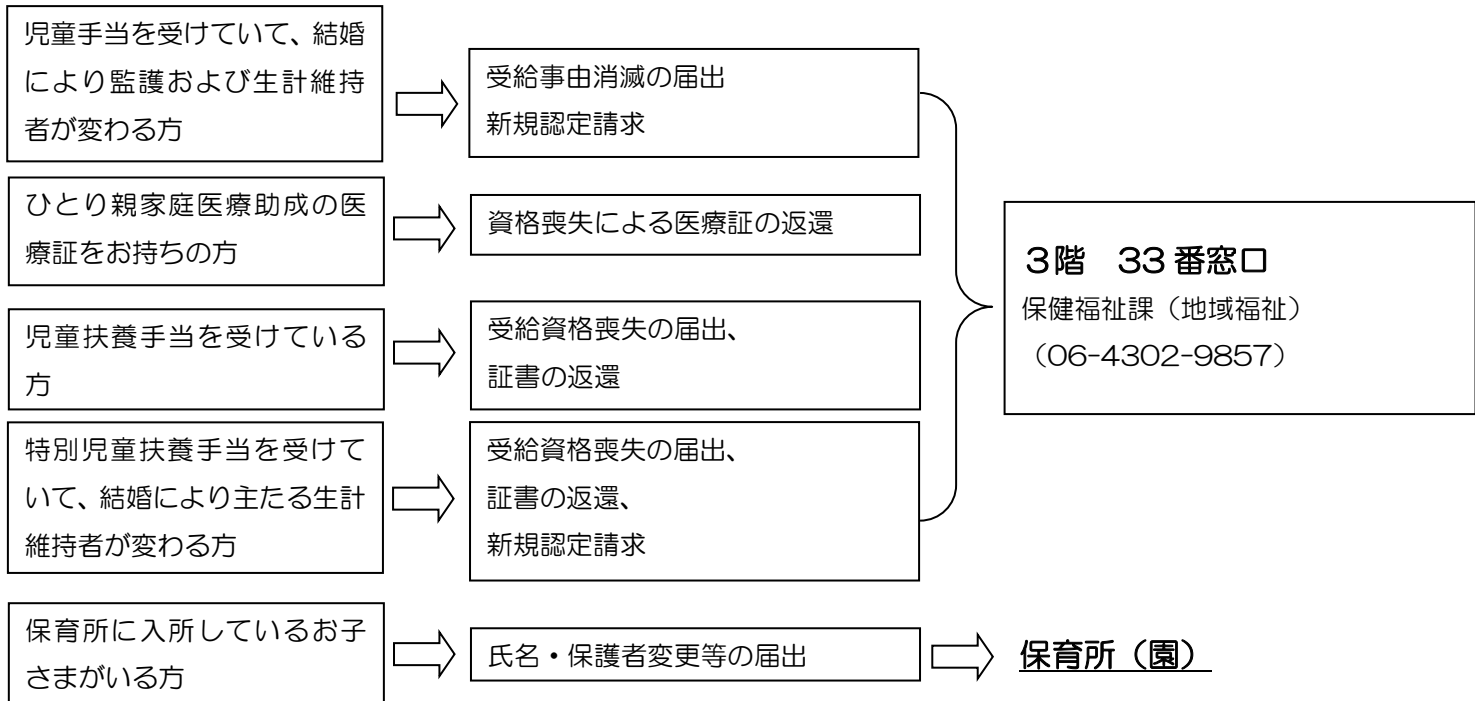 児童手当を受けていて、結婚
により監護および生計維持
者が変わる方
受給事由消滅の届出
新規認定請求
ひとり親家庭医療助成の医
療証をお持ちの方
資格喪失による医療証の返還
児童扶養手当を受けている
方
受給資格喪失の届出、
証書の返還
特別児童扶養手当を受けて
いて、結婚により主たる生計
維持者が変わる方
受給資格喪失の届出、
証書の返還、
新規認定請求
3階　33番窓口
保健福祉課（地域福祉）
（06-4302-9857）
保育所に入所しているお子
さまがいる方
氏名・保護者変更等の届出
保育所（園）